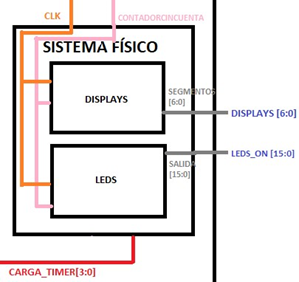 CLK
CONTADORCINCUENTA
SISTEMA FÍSICO
DISPLAYS
SEGMENTOS
[6:0]
DISPLAYS [6:0]
LEDS
SALIDA
[15:0]
LEDS_ON [15:0]
CARGA_TIMER[3:0]